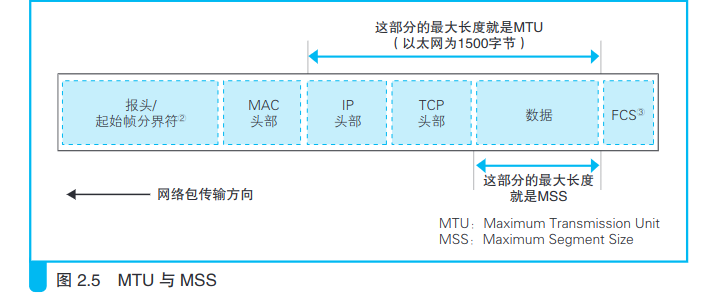 这部分的最大长度就是MTU
（以太网为1500字节）
报头/
起始帧分界符②
MAC
头部
IP
头部
TCP
头部
数据
FCS③
这部分的最大长度
就是MSS
网络包传输方向
MTU：Maximum Transmission Unit
MSS：Maximum Segment Size
图 2.5 MTU 与 MSS